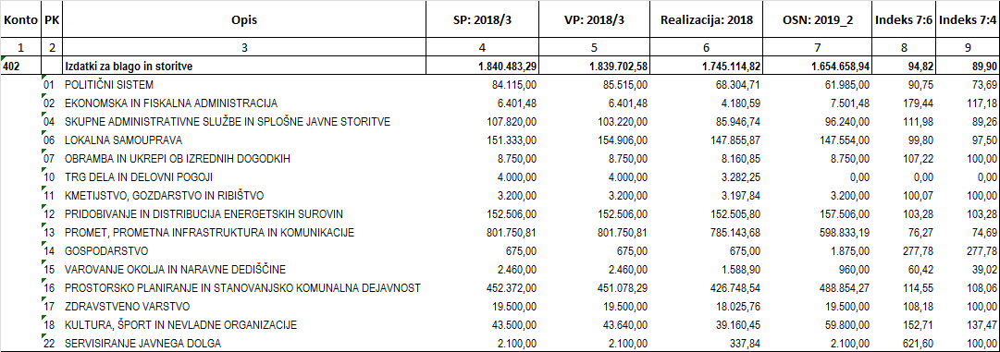 Konto PK Opis SP: 2018/3 VP: 2018/3 Realizacija: 2018 OSN: 2019_2 Indeks 7:6 Indeks 7:4
1 2 3 4 5 6 7 8 9
402 Izdatki za blago in storitve 1.840.483,29 1.839.702,58 1.745.114,82 1.654.658,94 94,82 89,90
01 POLITIČNI SISTEM 84.115,00 85.515,00 68.304,71 61.985,00 90,75 73,69
02 EKONOMSKA IN FISKALNA ADMINISTRACIJA 6.401,48 6.401,48 4.180,59 7.501,48 179,44 117,18
04 SKUPNE ADMINISTRATIVNE SLUŽBE IN SPLOŠNE JAVNE STORITVE 107.820,00 103.220,00 85.946,74 96.240,00 111,98 89,26
06 LOKALNA SAMOUPRAVA 151.333,00 154.906,00 147.855,87 147.554,00 99,80 97,50
07 OBRAMBA IN UKREPI OB IZREDNIH DOGODKIH 8.750,00 8.750,00 8.160,85 8.750,00 107,22 100,00
10 TRG DELA IN DELOVNI POGOJI 4.000,00 4.000,00 3.282,25 0,00 0,00 0,00
11 KMETIJSTVO, GOZDARSTVO IN RIBIŠTVO 3.200,00 3.200,00 3.197,84 3.200,00 100,07 100,00
12 PRIDOBIVANJE IN DISTRIBUCIJA ENERGETSKIH SUROVIN 152.506,00 152.506,00 152.505,80 157.506,00 103,28 103,28
13 PROMET, PROMETNA INFRASTRUKTURA IN KOMUNIKACIJE 801.750,81 801.750,81 785.143,68 598.833,19 76,27 74,69
14 GOSPODARSTVO 675,00 675,00 675,00 1.875,00 277,78 277,78
15 VAROVANJE OKOLJA IN NARAVNE DEDIŠČINE 2.460,00 2.460,00 1.588,90 960,00 60,42 39,02
16 PROSTORSKO PLANIRANJE IN STANOVANJSKO KOMUNALNA DEJAVNOST 452.372,00 451.078,29 426.748,54 488.854,27 114,55 108,06
17 ZDRAVSTVENO VARSTVO 19.500,00 19.500,00 18.025,76 19.500,00 108,18 100,00
18 KULTURA, ŠPORT IN NEVLADNE ORGANIZACIJE 43.500,00 43.640,00 39.160,45 59.800,00 152,71 137,47
22 SERVISIRANJE JAVNEGA DOLGA 2.100,00 2.100,00 337,84 2.100,00 621,60 100,00